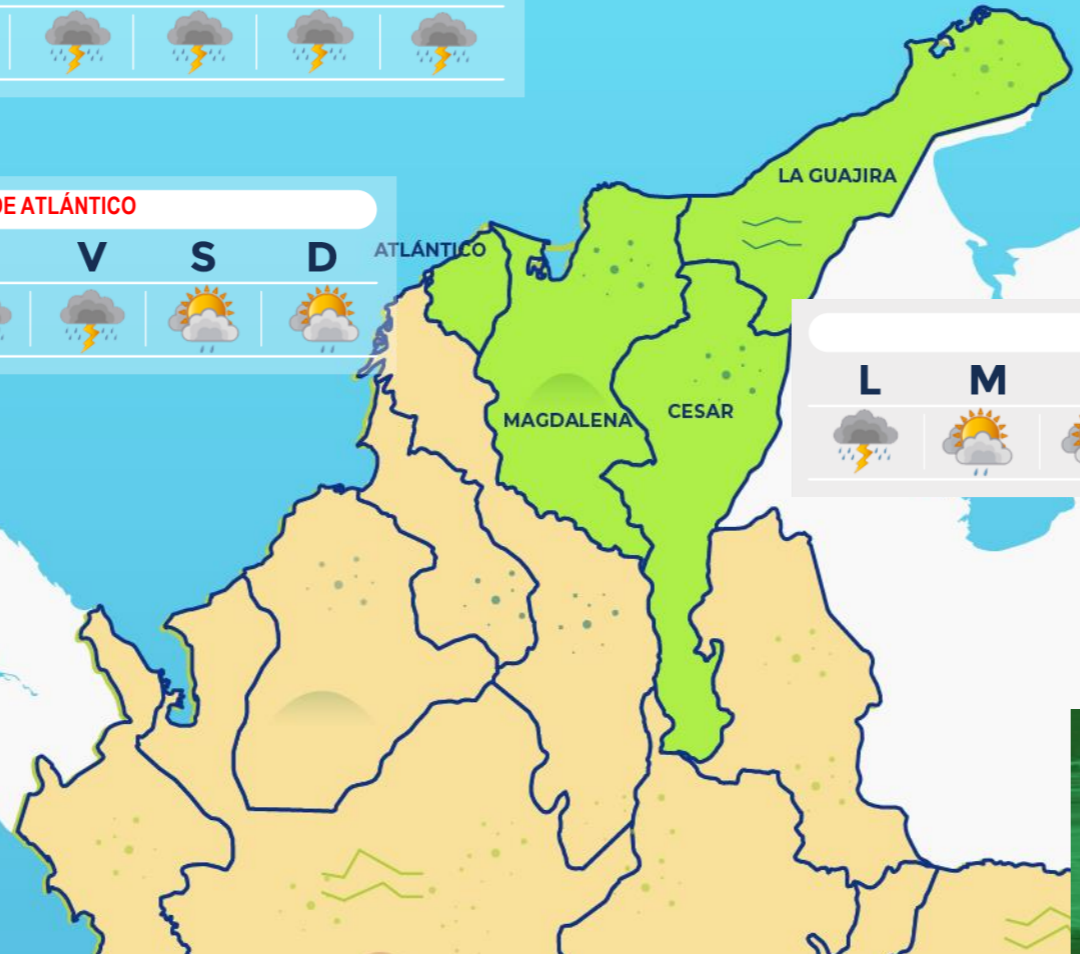 LA GUAJIRA
DE ATLÁNTICO
V S D
ATLÁNTICO
L M
MAGDALENA
CESAR